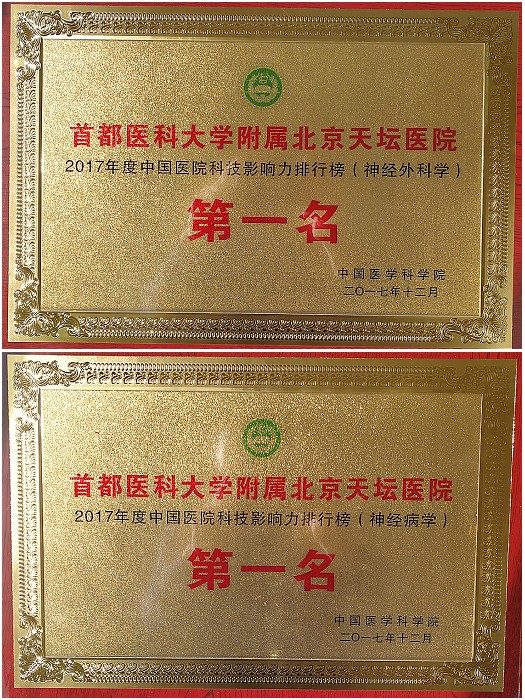 首都医科大学附属北京天坛医院
2017年度中国医院科技影响力排行榜（神经外科学）
第一名
中国医学科学院
二〇一七年十二月
首都医科大学附属北京天坛医院
2017年度中国医院科技影响力排行榜（神经病学）
第一名
中国医学科学院
二〇一七年十二月